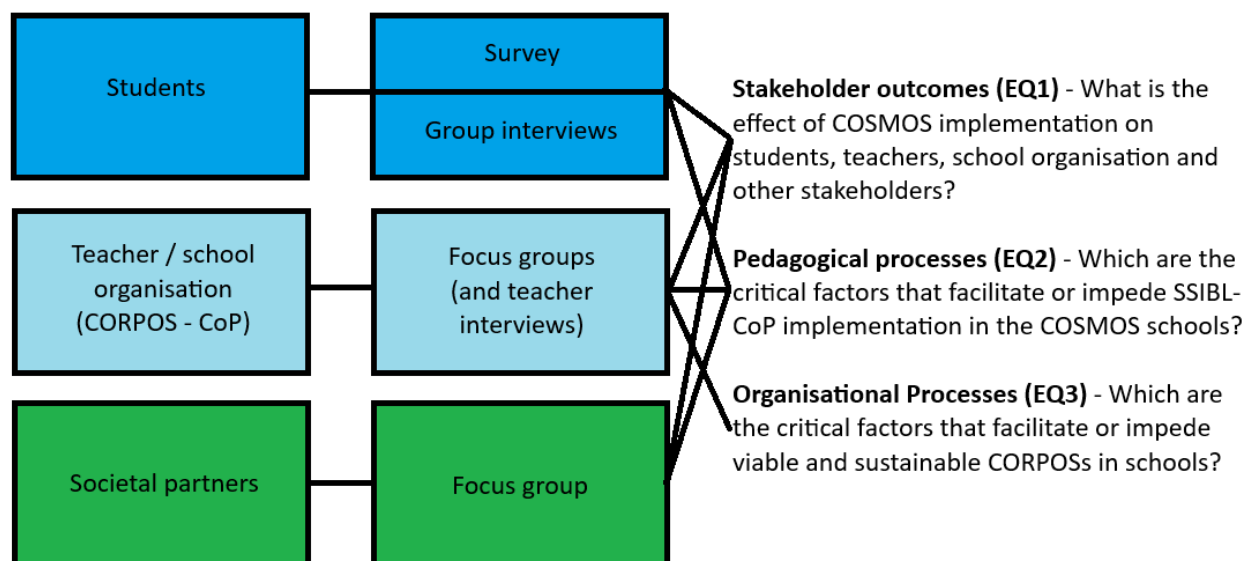 Students
Survey
Group interviews
Teacher / school
organisation
(CORPOS - CoP)
Focus groups
(and teacher
interviews)
Societal partners
Focus group
Stakeholder outcomes (EQ1) - What is the
effect of COSMOS implementation on
students, teachers, school organisation and
other stakeholders?
Pedagogical processes (EQ2) - Which are the
critical factors that facilitate or impede SSIBL-
CoP implementation in the COSMOS schools?
Organisational Processes (EQ3) - Which are
the critical factors that facilitate or impede
viable and sustainable CORPOSs in schools?